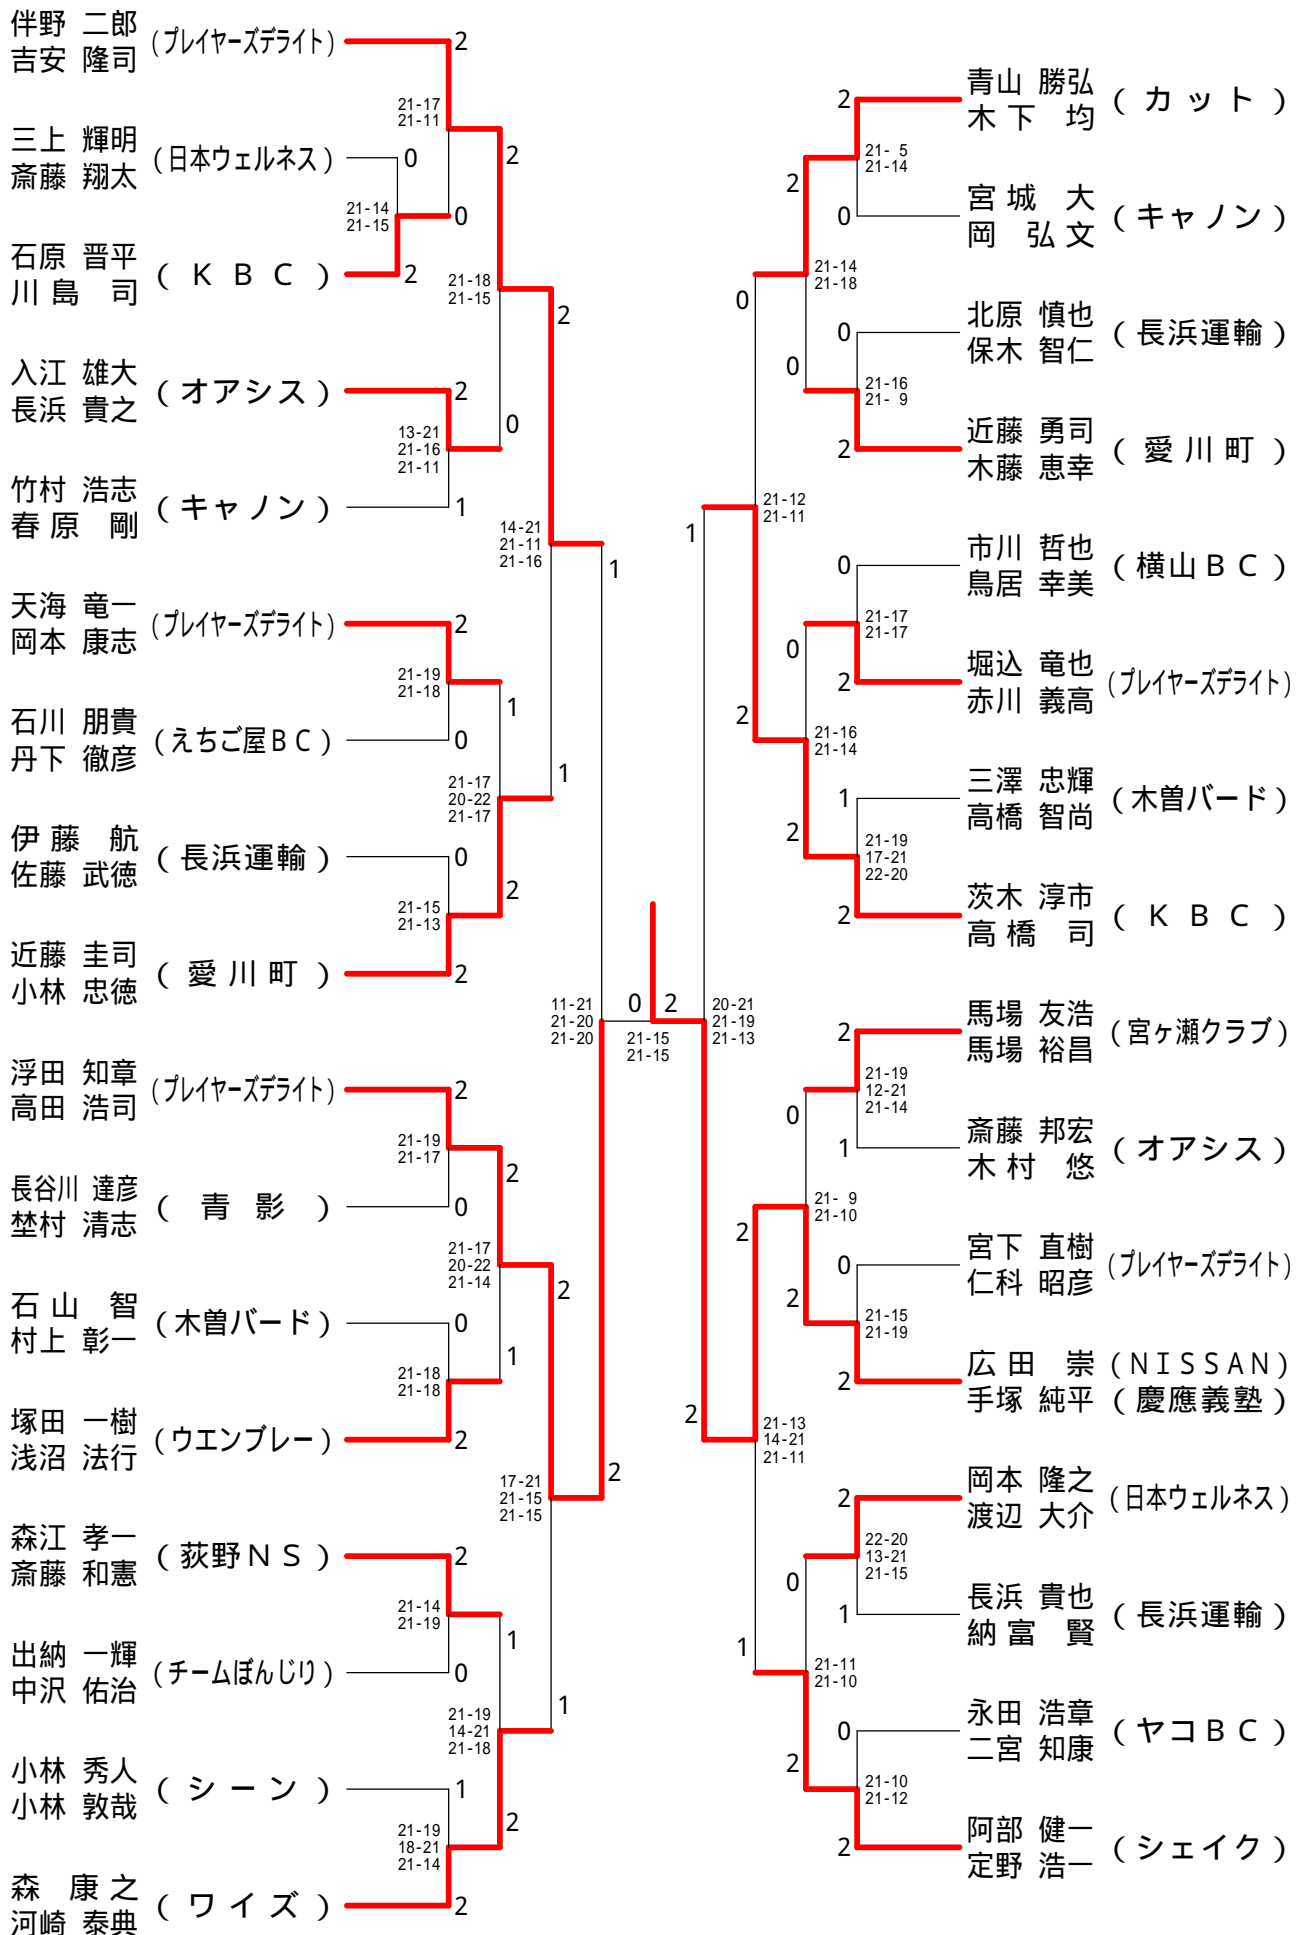 伴野 二郎
吉安 隆司
(プレイヤーズデライト)
2
21-17
21-11
2
三上 輝明
斎藤 翔太
(日本ウェルネス)
0
21-14
21-15
0
石原 晋平
川島 司
(ＫＢＣ)
2
21-18
21-15
2
入江 雄大
長浜 貴之
(オアシス)
2
13-21
21-16
21-11
0
竹村 浩志
春原 剛
(キャノン)
1
14-21
21-11
21-16
1
天海 竜一
岡本 康志
(プレイヤーズデライト)
2
21-19
21-18
1
石川 朋貴
丹下 徹彦
(えちご屋ＢＣ)
0
21-17
20-22
21-17
1
伊藤 航
佐藤 武徳
(長浜運輸)
0
21-15
21-13
2
近藤 圭司
小林 忠徳
(愛川町)
2
11-21
21-20
21-20
0
2
21-15
21-15
浮田 知章
高田 浩司
(プレイヤーズデライト)
2
21-19
21-17
2
長谷川 達彦
埜村 清志
(青影)
0
21-17
20-22
21-14
2
石山 智
村上 彰一
(木曽バード)
0
21-18
21-18
1
塚田 一樹
浅沼 法行
(ウエンブレー)
2
17-21
21-15
21-15
2
森江 孝一
斎藤 和憲
(荻野ＮＳ)
2
21-14
21-19
1
出納 一輝
中沢 佑治
(チームぼんじり)
0
21-19
14-21
21-18
1
小林 秀人
小林 敦哉
(シーン)
1
21-19
18-21
21-14
2
森 康之
河崎 泰典
(ワイズ)
2
青山 勝弘
木下 均
(カット)
2
21- 5
21-14
2
宮城 大
岡 弘文
(キャノン)
0
21-14
21-18
0
北原 慎也
保木 智仁
(長浜運輸)
0
21-16
21- 9
0
近藤 勇司
木藤 恵幸
(愛川町)
2
21-12
21-11
1
市川 哲也
鳥居 幸美
(横山ＢＣ)
0
21-17
21-17
0
堀込 竜也
赤川 義高
(プレイヤーズデライト)
2
21-16
21-14
2
三澤 忠輝
高橋 智尚
(木曽バード)
1
21-19
17-21
22-20
2
茨木 淳市
高橋 司
(ＫＢＣ)
2
20-21
21-19
21-13
馬場 友浩
馬場 裕昌
(宮ヶ瀬クラブ)
2
21-19
12-21
21-14
0
斎藤 邦宏
木村 悠
(オアシス)
1
21- 9
21-10
2
宮下 直樹
仁科 昭彦
(プレイヤーズデライト)
0
21-15
21-19
2
広田 崇
(ＮＩＳＳＡＮ)
手塚 純平
(慶應義塾)
2
21-13
14-21
21-11
2
岡本 隆之
渡辺 大介
(日本ウェルネス)
2
22-20
13-21
21-15
0
長浜 貴也
納富 賢
(長浜運輸)
1
21-11
21-10
1
永田 浩章
二宮 知康
(ヤコＢＣ)
0
21-10
21-12
2
阿部 健一
定野 浩一
(シェイク)
2